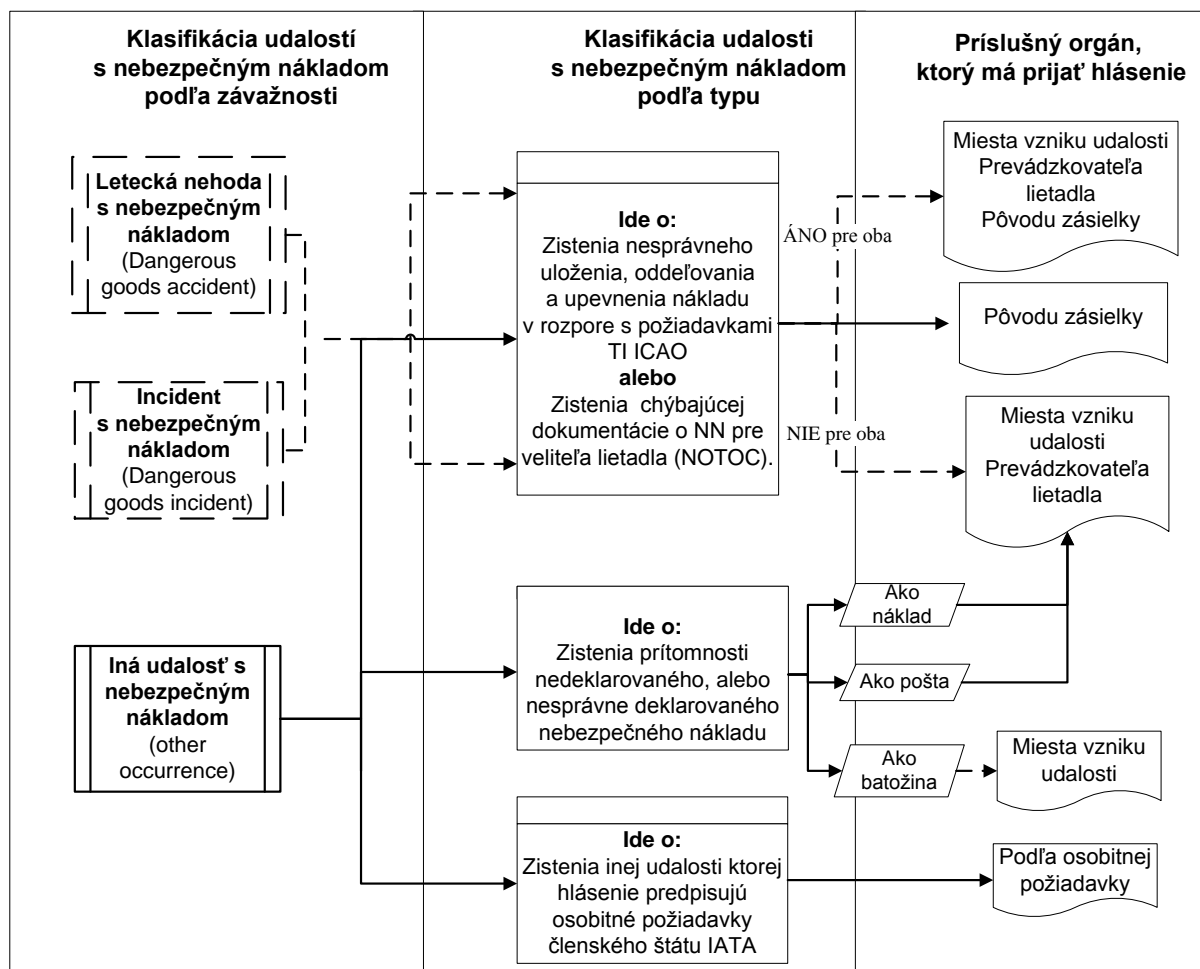 Klasifikácia udalostí
s nebezpečným nákladom
podľa závažnosti
Klasifikácia udalosti
s nebezpečným nákladom
podľa typu
Príslušný orgán,
ktorý má prijať hlásenie
Letecká nehoda
s nebezpečným
nákladom
(Dangerous
goods accident)
Incident
s nebezpečným
nákladom
(Dangerous
goods incident)
Iná udalosť s
nebezpečným
nákladom
(other
occurrence)
Ide o:
Zistenia nesprávneho
uloženia, oddeľovania
a upevnenia nákladu
v rozpore s požiadavkami
TI ICAO
alebo
Zistenia chýbajúcej
dokumentácie o NN pre
veliteľa lietadla (NOTOC).
ÁNO pre oba
NIE pre oba
Miesta vzniku udalosti
Prevádzkovateľa
lietadla
Pôvodu zásielky
Pôvodu zásielky
Miesta vzniku
udalosti
Prevádzkovateľa
lietadla
Ide o:
Zistenia prítomnosti
nedeklarovaného, alebo
nesprávne deklarovaného
nebezpečného nákladu
Ako
náklad
Ako pošta
Ako
batožina
Miesta vzniku
udalosti
Ide o:
Zistenia inej udalosti ktorej
hlásenie predpisujú
osobitné požiadavky
členského štátu IATA
Podľa osobitnej
požiadavky